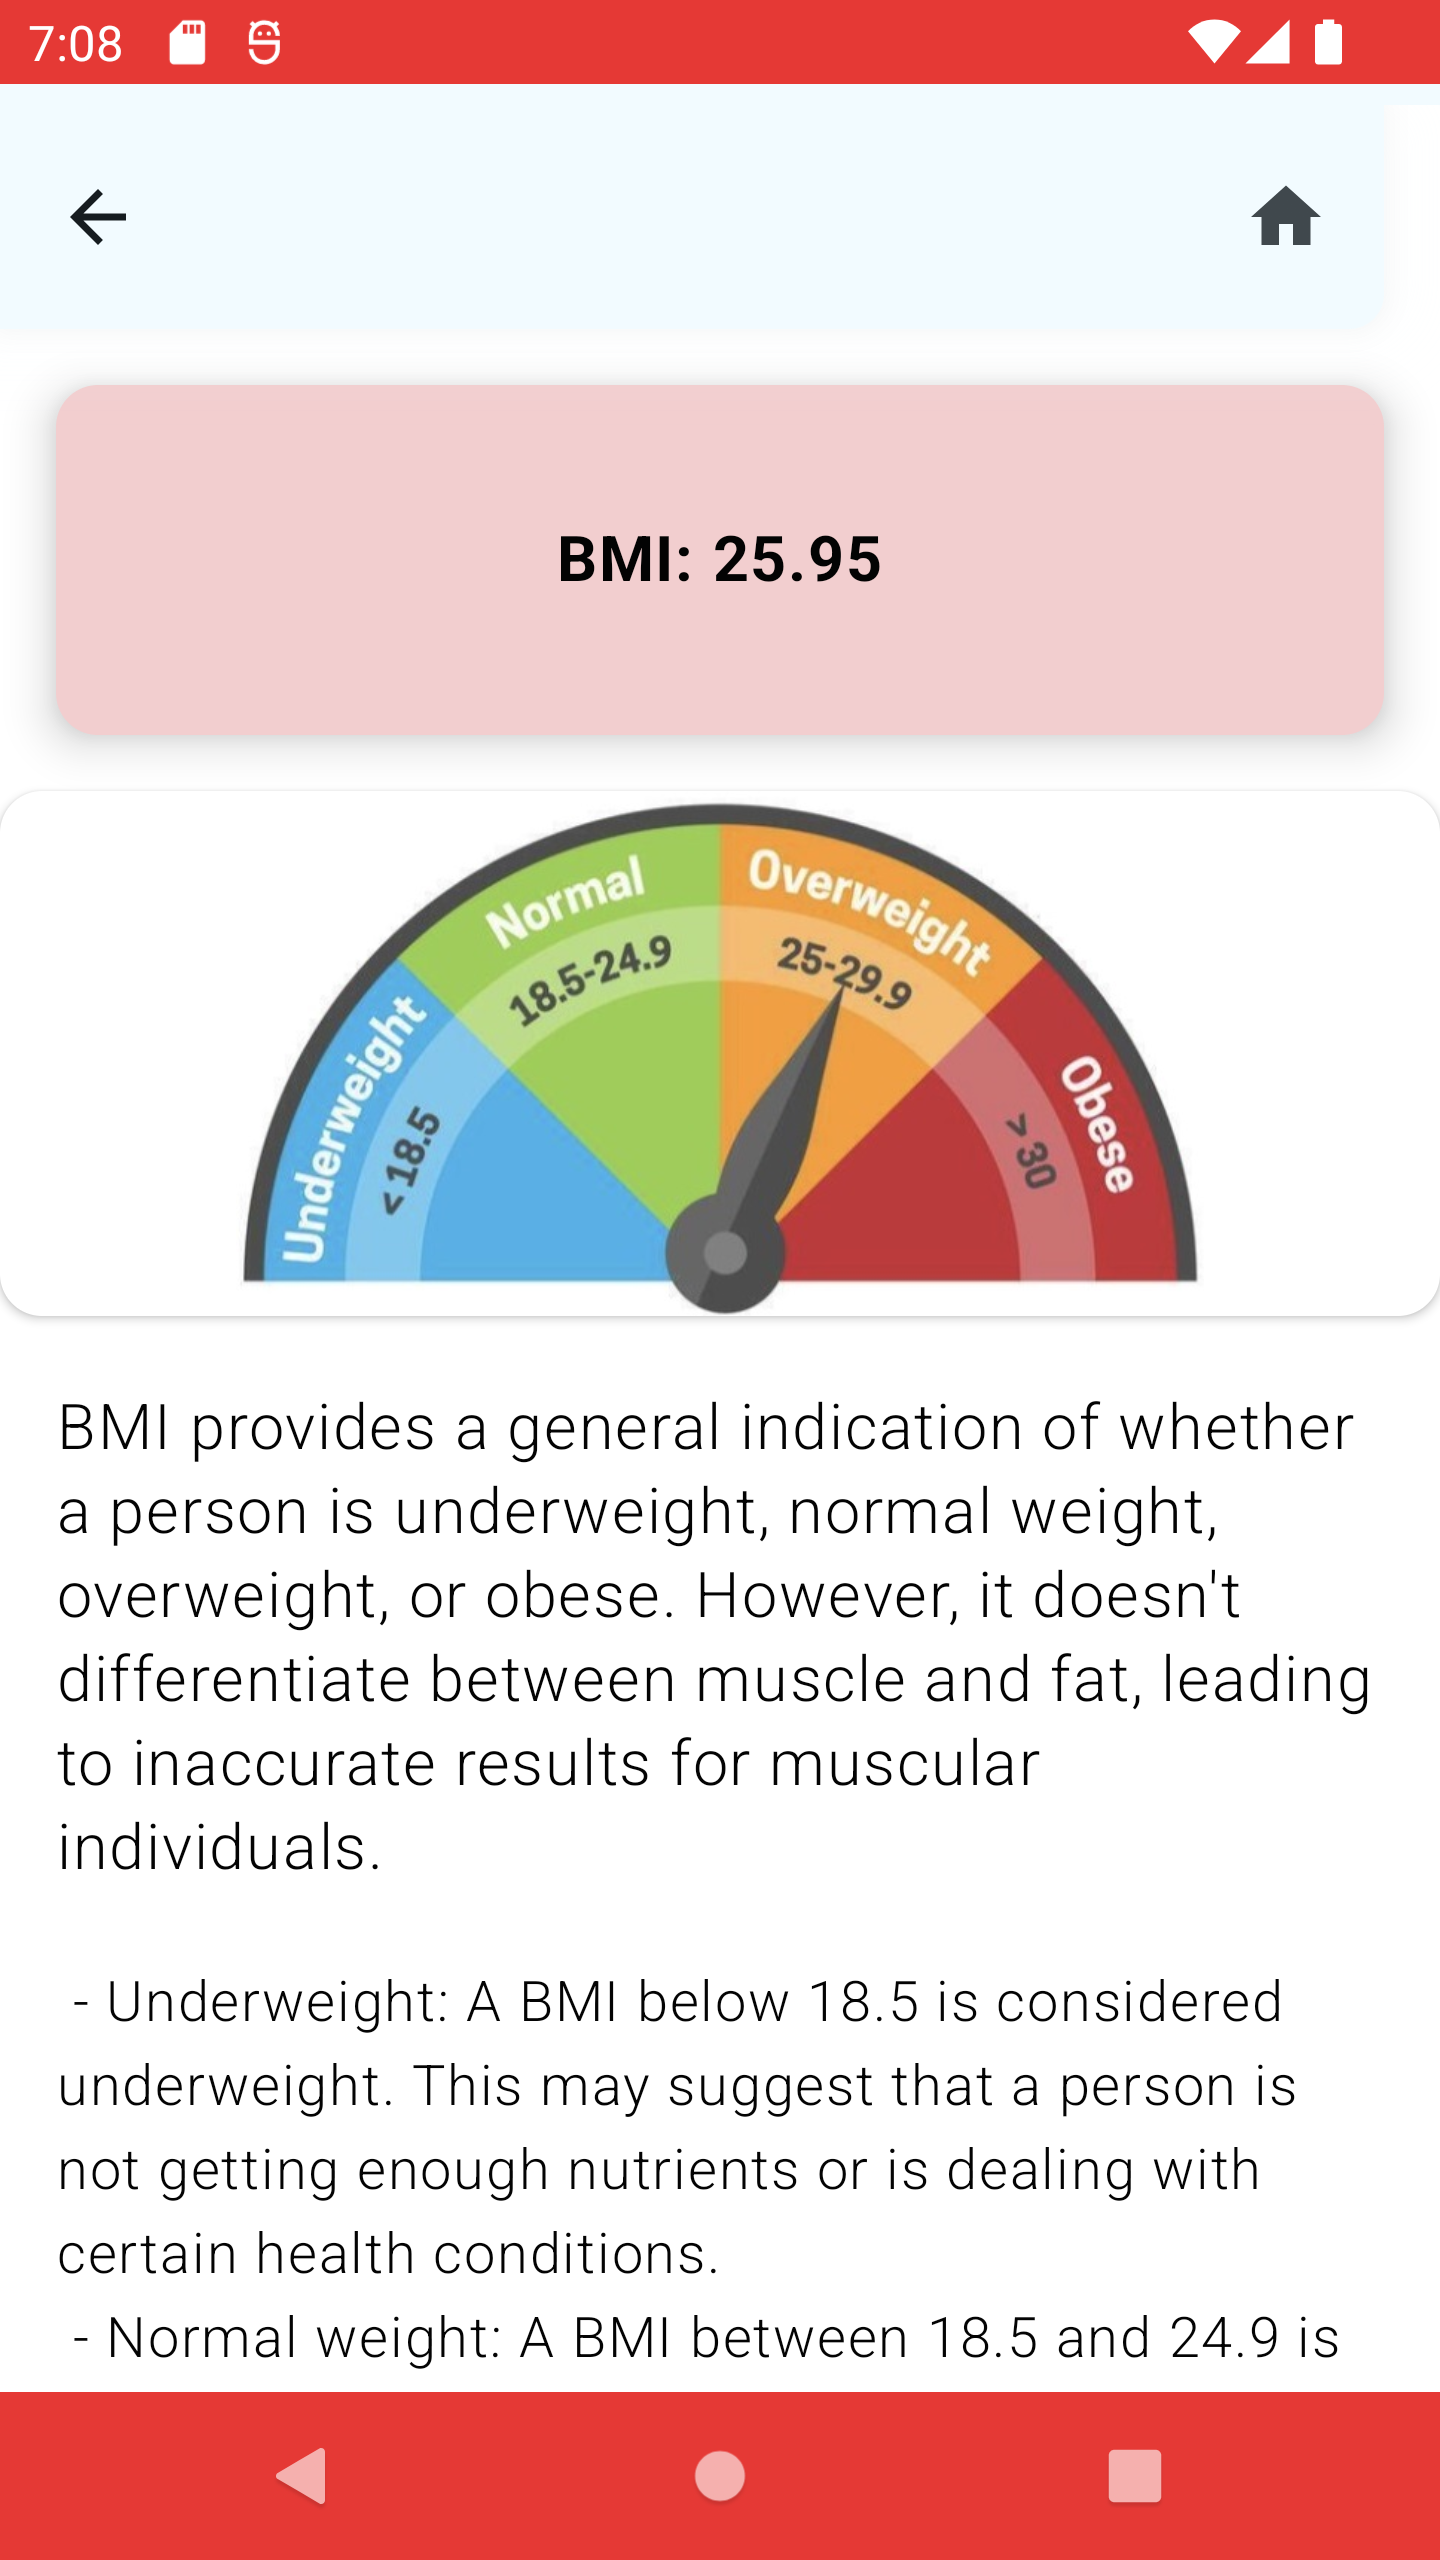 7:08
BMI: 25.95
Underweight
< 18.5
Normal
18.5-24.9
Overweight
25-29.9
Obese
> 30
BMI provides a general indication of whether
a person is underweight, normal weight,
overweight, or obese. However, it doesn't
differentiate between muscle and fat, leading
to inaccurate results for muscular
individuals.
- Underweight: A BMI below 18.5 is considered
underweight. This may suggest that a person is
not getting enough nutrients or is dealing with
certain health conditions.
- Normal weight: A BMI between 18.5 and 24.9 is